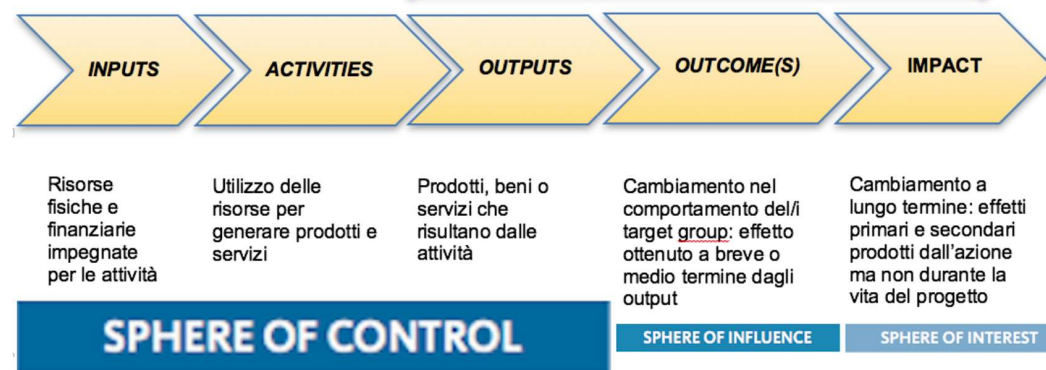 INPUTS
ACTIVITIES
OUTPUTS
OUTCOME(S)
IMPACT
Risorse
fisiche e
finanziarie
impegnate
per le attività
Utilizzo delle
risorse per
generare prodotti e
servizi
Prodotti, beni o
servizi che
risultano dalle
attività
Cambiamento nel
comportamento del/i
target group: effetto
ottenuto a breve o
medio termine dagli
output
Cambiamento a
lungo termine: effetti
primari e secondari
prodotti dall'azione
ma non durante la
vita del progetto
SPHERE OF CONTROL
SPHERE OF INFLUENCE
SPHERE OF INTEREST